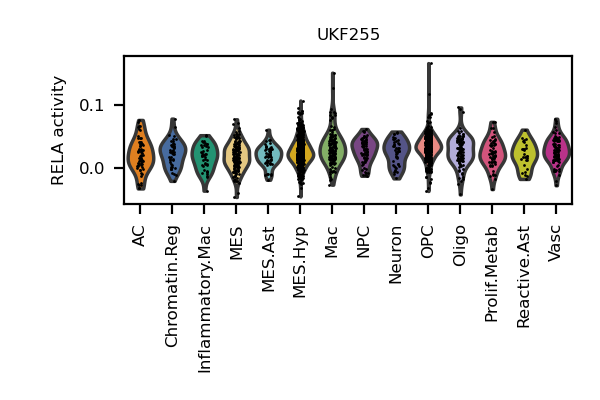 UKF255
RELA activity
0.1
0.0
AC
Chromatin.Reg
Inflammatory.Mac
MES
MES.Ast
MES.Hyp
Mac
NPC
Neuron
OPC
Oligo
Prolif.Metab
Reactive.Ast
Vasc